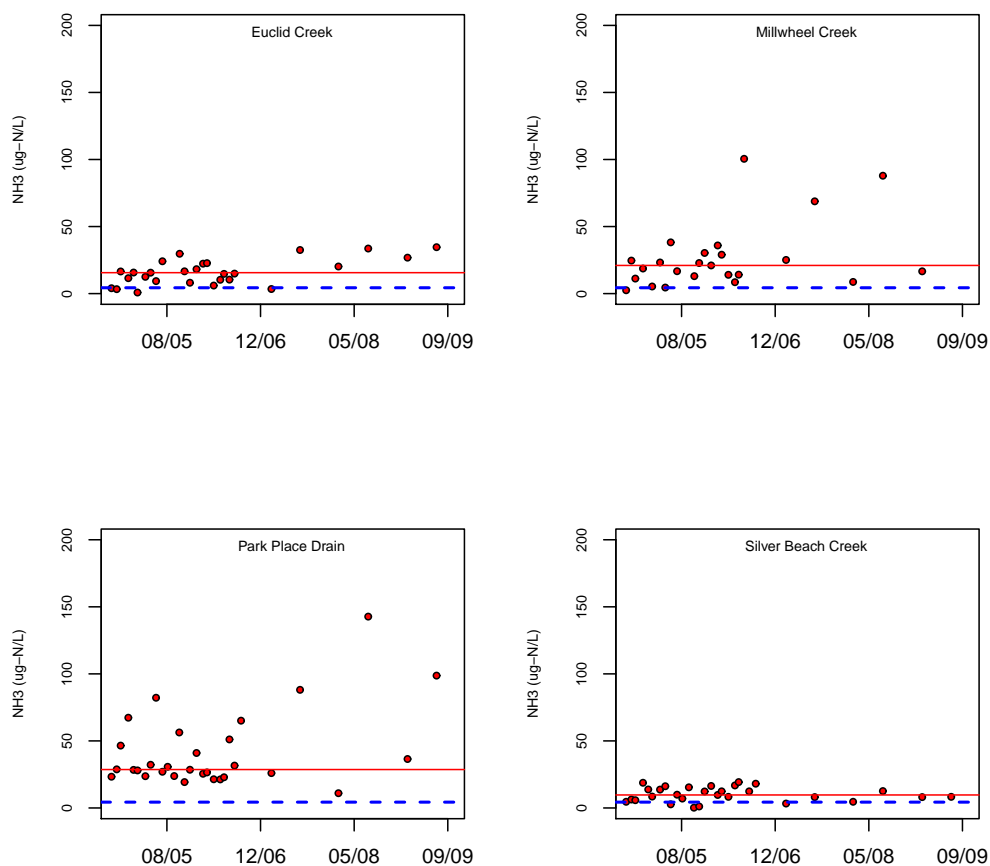 Euclid Creek
NH3 (ug−N/L)
200
150
100
50
0
08/05 12/06 05/08 09/09
Millwheel Creek
NH3 (ug−N/L)
200
150
100
50
0
08/05 12/06 05/08 09/09
Park Place Drain
NH3 (ug−N/L)
200
150
100
50
0
08/05 12/06 05/08 09/09
Silver Beach Creek
NH3 (ug−N/L)
200
150
100
50
0
08/05 12/06 05/08 09/09